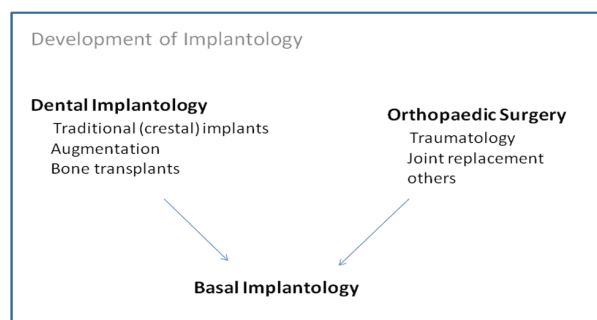 Development of Implantology
Dental Implantology
Traditional (crestal) implants
Augmentation
Bone transplants
Orthopaedic Surgery
Traumatology
Joint replacement
others
Basal Implantology